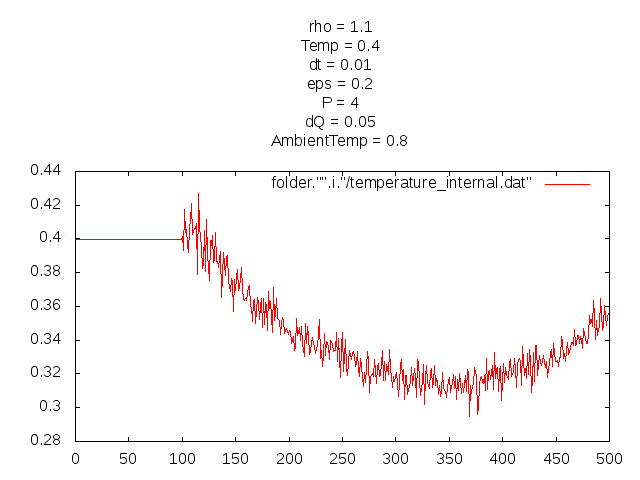 rho = 1.1
Temp = 0.4
dt = 0.01
eps = 0.2
P = 4
dQ = 0.05
AmbientTemp = 0.8
folder."".i."/temperature_internal.dat"
0.44
0.42
0.4
0.38
0.36
0.34
0.32
0.3
0.28
0 50 100 150 200 250 300 350 400 450 500